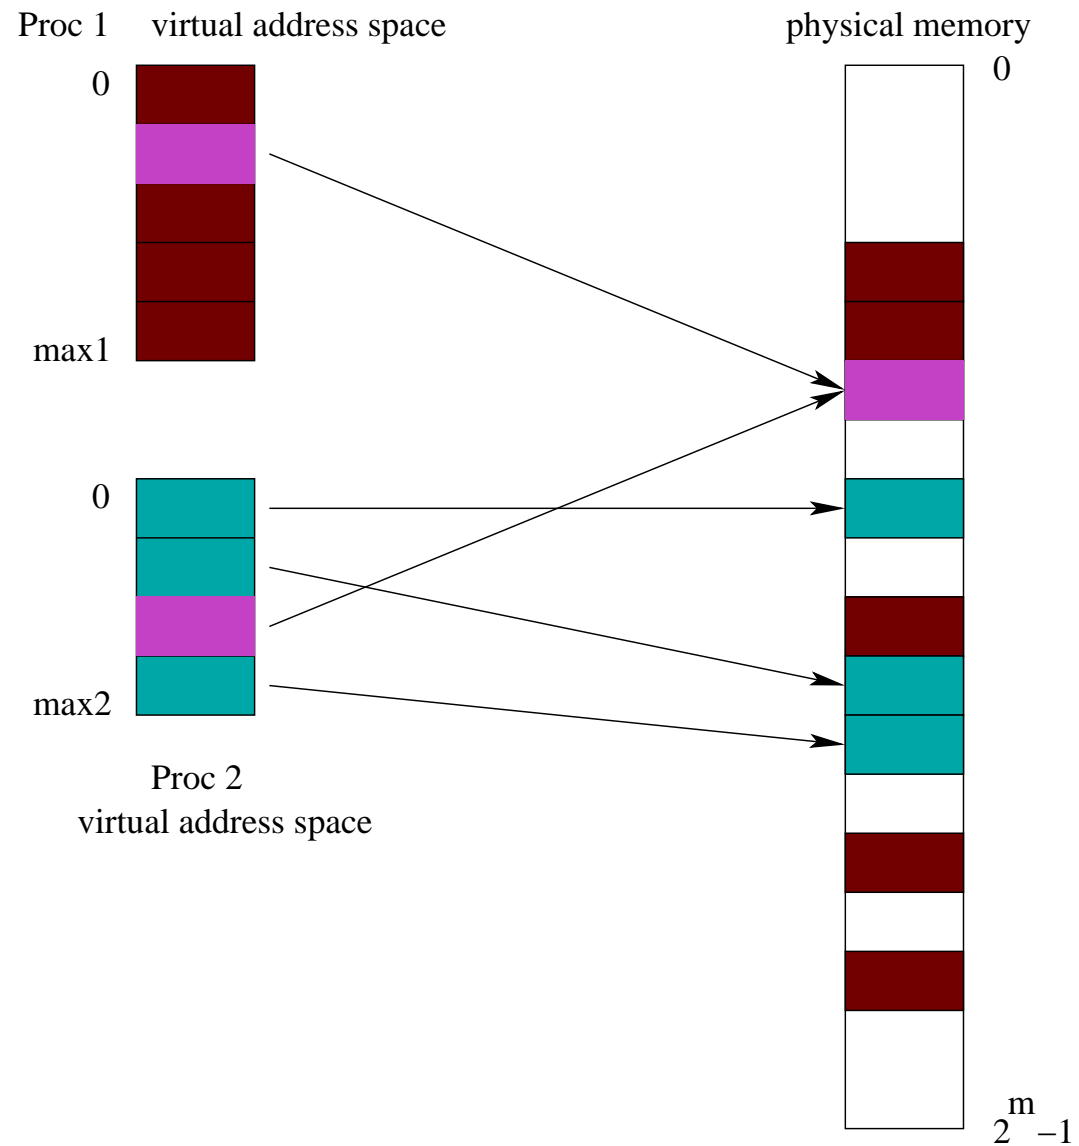 Proc 1 virtual address space
physical memory
0
0
max1
0
max2
Proc 2
virtual address space
m
2 −1